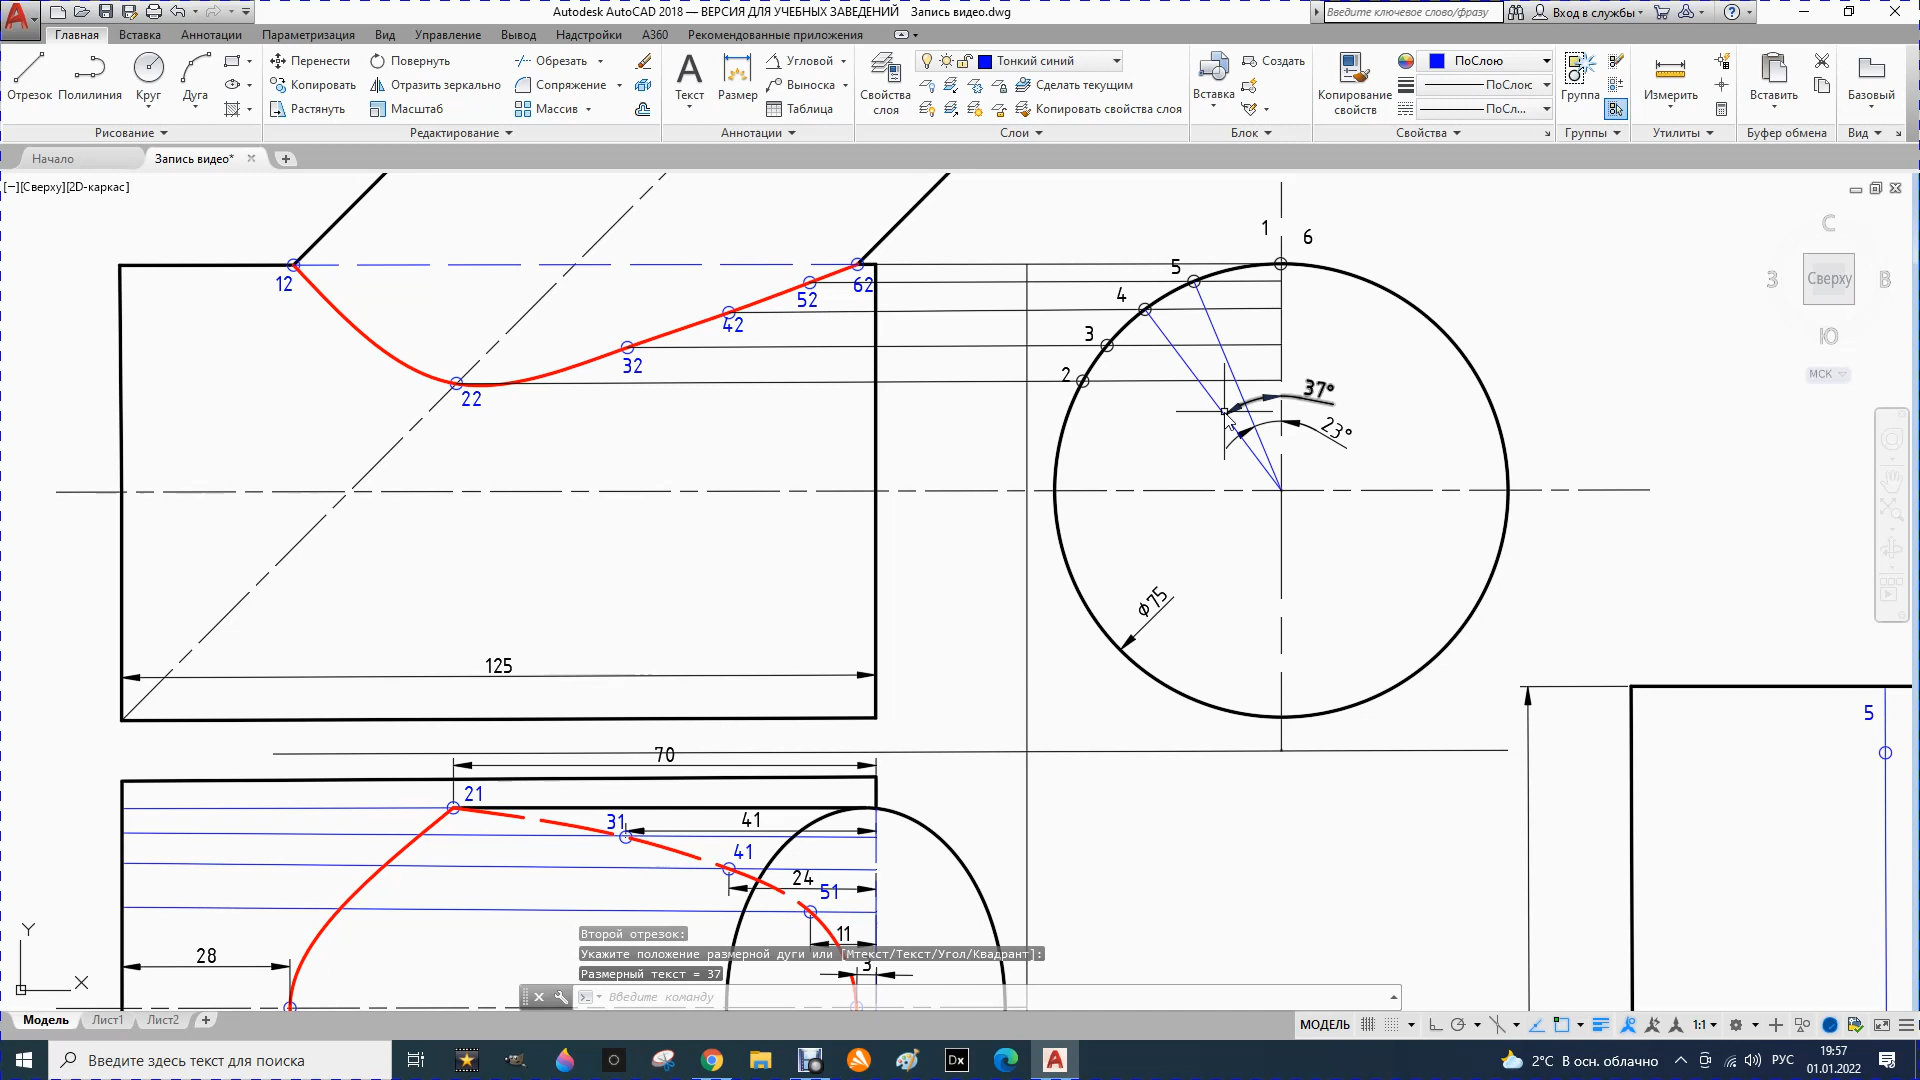 Autodesk AutoCAD 2018 — ВЕРСИЯ ДЛЯ УЧЕБНЫХ ЗАВЕДЕНИЙ    Запись видео.dwg
Введите ключевое слово/фразу
Вход в службы
Главная
Вставка
Аннотации
Параметризация
Вид
Управление
Вывод
Надстройки
A360
Рекомендованные приложения
Отрезок
Полилиния
Круг
Дуга
Перенести
Копировать
Растянуть
Повернуть
Отразить зеркально
Масштаб
Обрезать
Сопряжение
Массив
Текст
Размер
Угловой
Выноска
Таблица
Свойства
слоя
Тонкий синий
Сделать текущим
Копировать свойства слоя
Вставка
Создать
Копирование
свойств
ПоСлою
ПоСлою
ПоСл...
Группа
Измерить
Вставить
Базовый
Рисование
Редактирование
Аннотации
Слои
Блок
Свойства
Группы
Утилиты
Буфер обмена
Вид
Начало
Запись видео*
[−][Сверху][2D-каркас]
С
З
Сверху
В
Ю
МСК
12
22
32
42
52
62
1
6
5
4
3
2
37°
23°
ϕ75
125
70
21
31
41
41
24
51
11
3
28
5
Y
X
Второй отрезок:
Укажите положение размерной дуги или [Мтекст/Текст/Угол/Квадрант]:
Размерный текст = 37
Введите команду
Модель
Лист1
Лист2
МОДЕЛЬ
1:1
Введите здесь текст для поиска
Dx
2°C В осн. облачно
РУС
19:57
01.01.2022